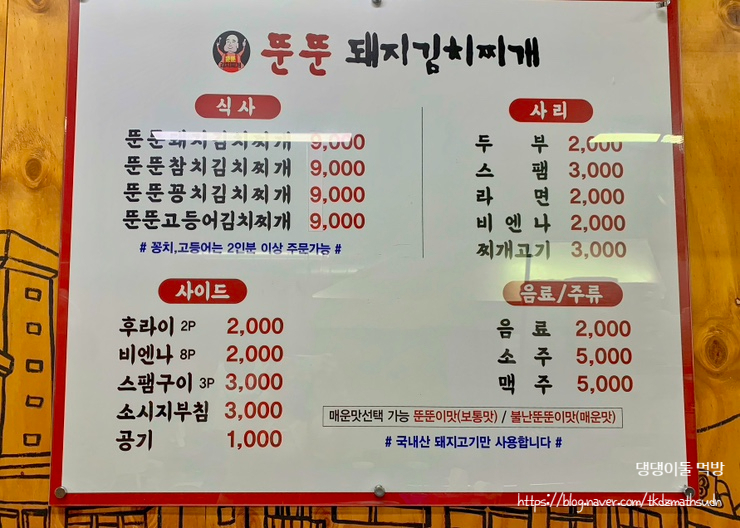 뚠뚠 돼지김치찌개
식사
뚠뚠돼지김치찌개 9,000
뚠뚠참치김치찌개 9,000
뚠뚠꽁치김치찌개 9,000
뚠뚠고등어김치찌개 9,000
# 꽁치,고등어는 2인분 이상 주문가능 #
사리
두부 2,000
스팸 3,000
라면 2,000
비엔나 2,000
찌개고기 3,000
사이드
후라이 2P 2,000
비엔나 8P 2,000
스팸구이 3P 3,000
소시지부침 3,000
공기 1,000
음료/주류
음료 2,000
소주 5,000
맥주 5,000
매운맛선택 가능 뚠뚠이맛(보통맛) / 불난뚠뚠이맛(매운맛)
# 국내산 돼지고기만 사용합니다 #
댕댕이둘 먹방
https://blog.naver.com/tkdzmathsudn